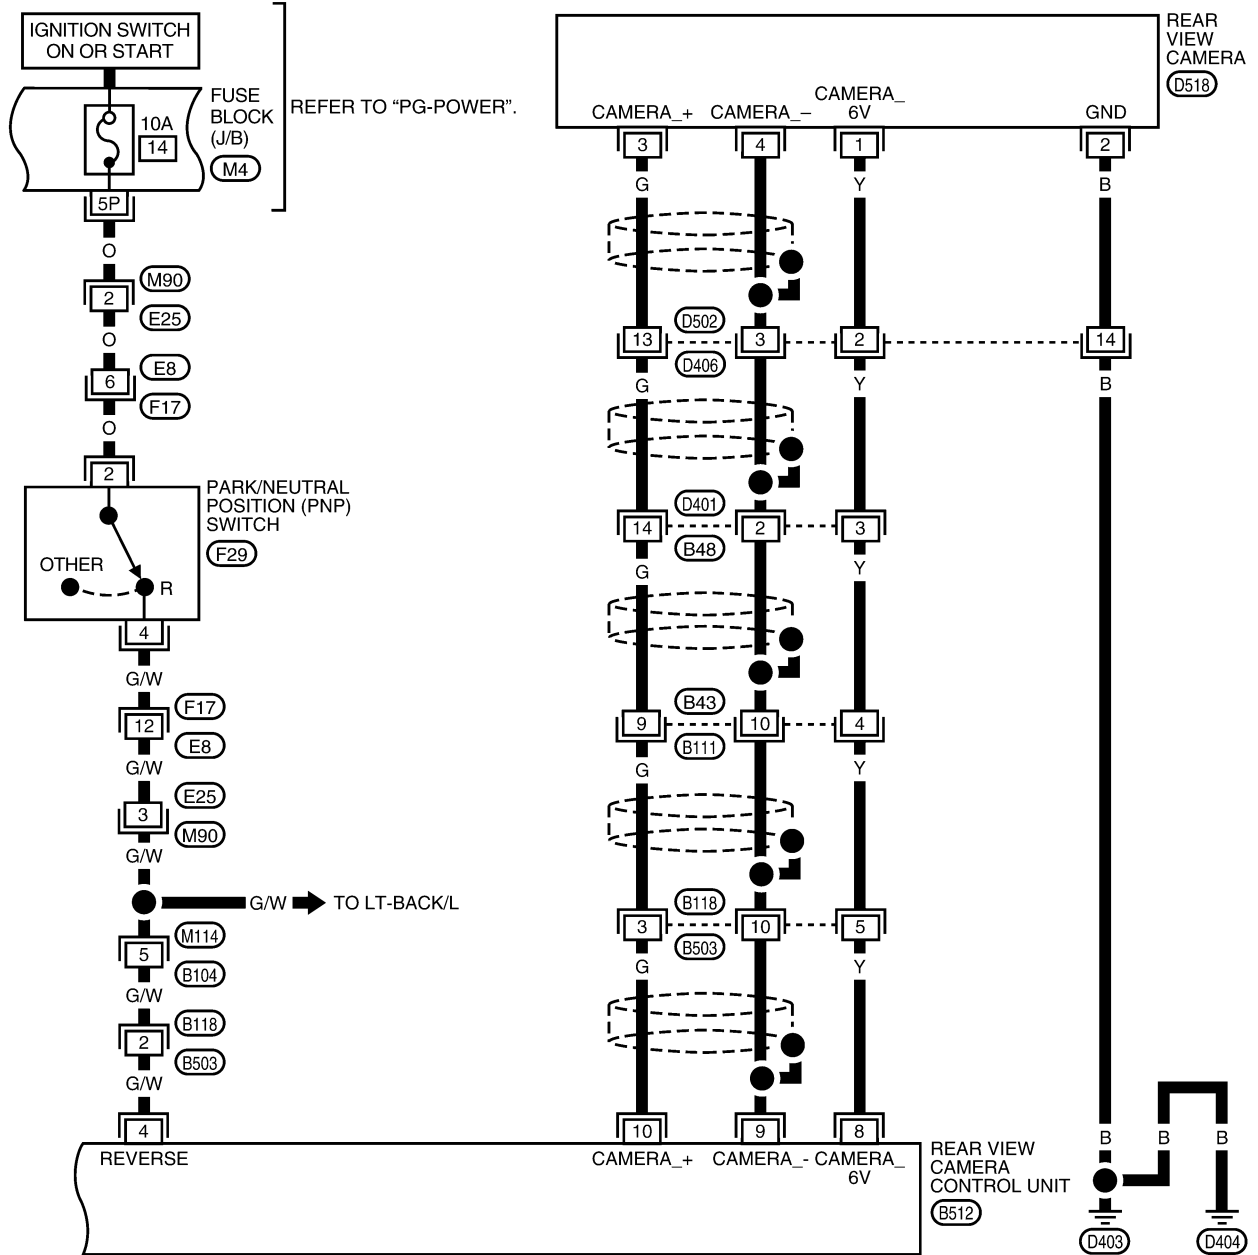 IGNITION SWITCH
ON OR START
FUSE
BLOCK
(J/B)
M4
10A
14
REFER TO “PG-POWER”.
5P
O
2
M90
E25
O
6
E8
F17
O
2
PARK/NEUTRAL
POSITION (PNP)
SWITCH
F29
OTHER
R
4
G/W
12
F17
E8
G/W
3
E25
M90
G/W
G/W
TO LT-BACK/L
5
M114
B104
G/W
2
B118
B503
G/W
4
REVERSE
REAR
VIEW
CAMERA
D518
CAMERA_+
CAMERA_–
CAMERA_
6V
GND
3 4 1 2
G Y B
13 3 2 14
D502
D406
G Y B
14 2 3
D401
B48
G Y
9 10 4
B43
B111
G Y
3 10 5
B118
B503
G Y
10 9 8
CAMERA_+
CAMERA_-
CAMERA_
6V
REAR VIEW
CAMERA
CONTROL UNIT
B512
B B B
D403
D404